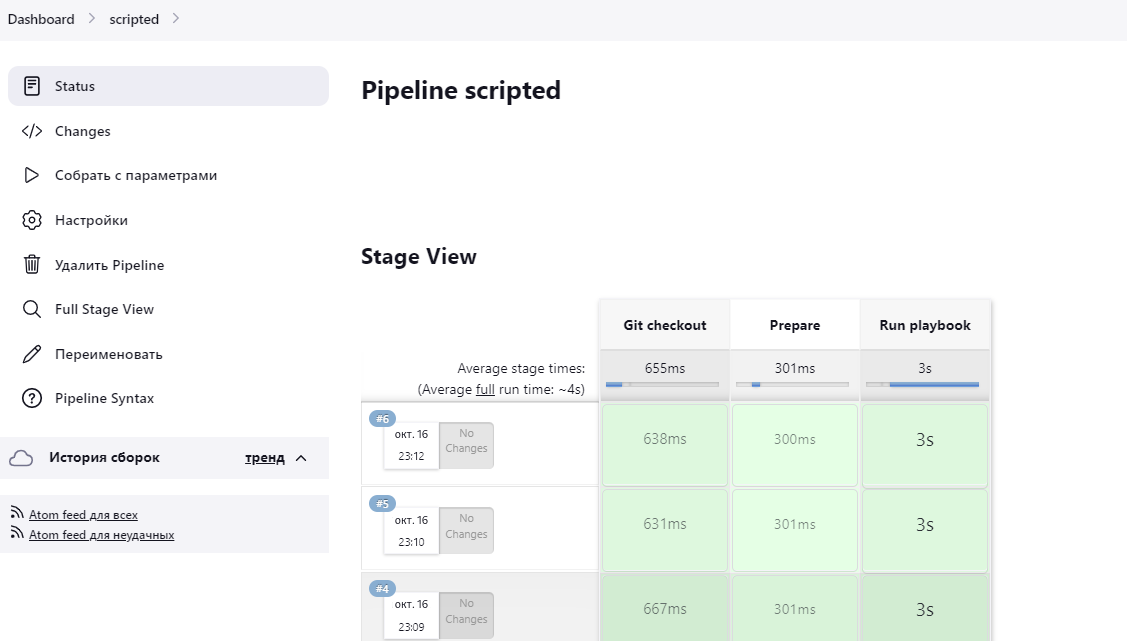 Dashboard > scripted >
Status
Changes
Собрать с параметрами
Настройки
Удалить Pipeline
Full Stage View
Переименовать
Pipeline Syntax
История сборок тренд
Atom feed для всех
Atom feed для неудачных
Pipeline scripted
Stage View
Git checkout Prepare Run playbook
Average stage times: 655ms 301ms 3s
(Average full run time: ~4s)
#6
окт. 16 No
23:12 Changes
638ms 300ms 3s
#5
окт. 16 No
23:10 Changes
631ms 301ms 3s
#4
окт. 16 No
23:09 Changes
667ms 301ms 3s